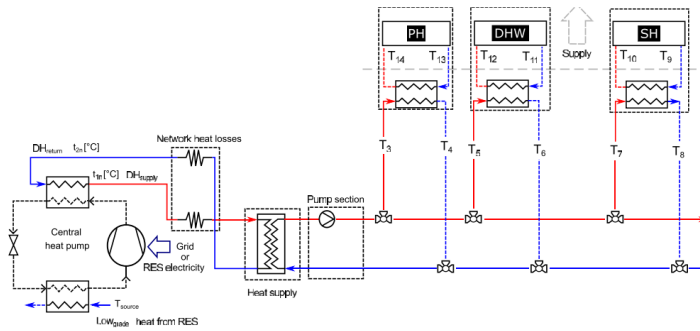 PH
DHW
SH
T14
T13
T12
T11
T10
T9
Supply
T3
T4
T5
T6
T7
T8
Network heat losses
DHreturn t2n [°C]
t1n [°C] DHsupply
Pump section
Central
heat pump
Grid
or
RES electricity
Heat supply
Tsource
Lowgrade heat from RES